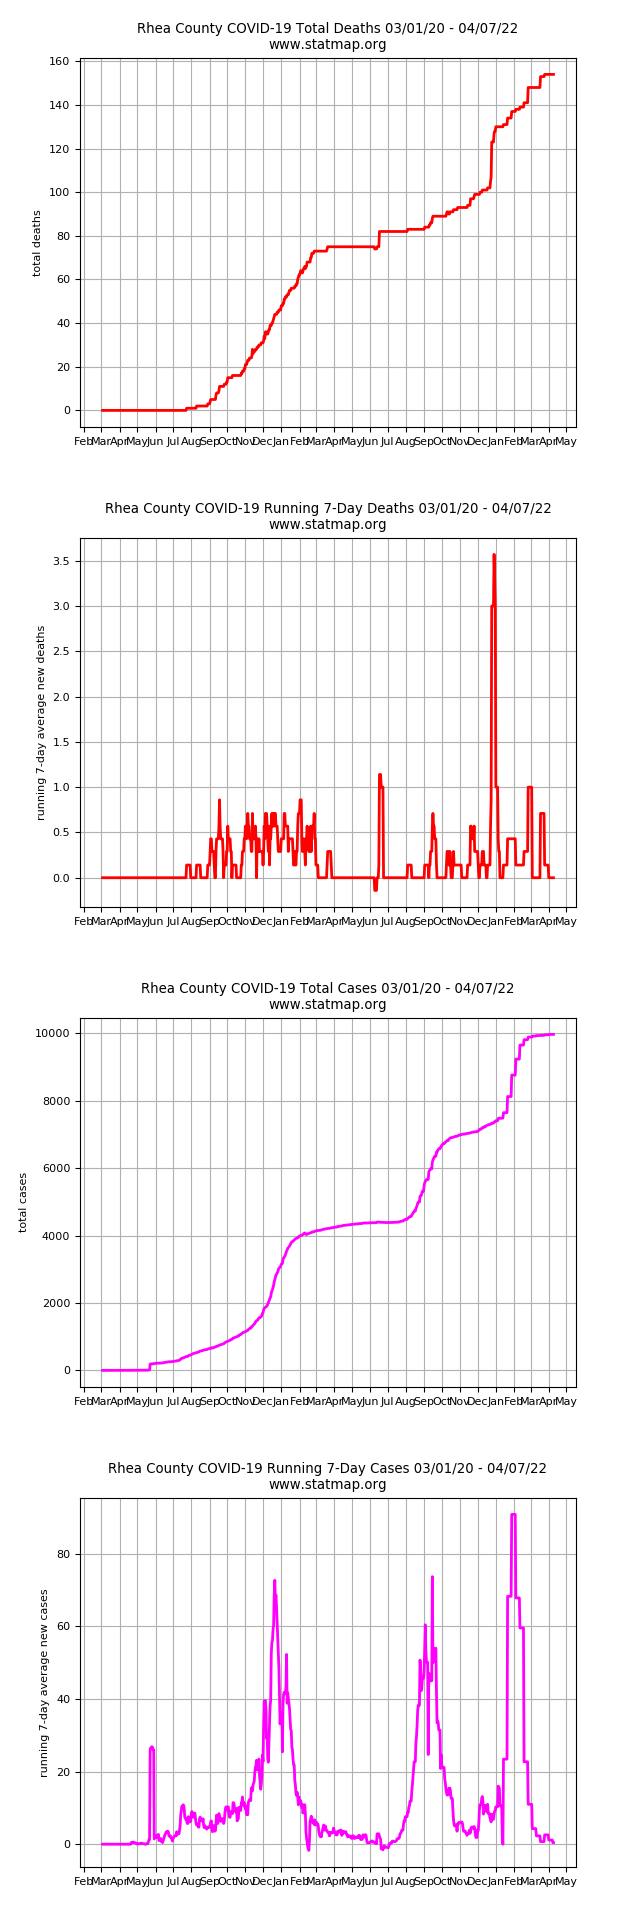 Rhea County COVID-19 Total Deaths 03/01/20 - 04/07/22
www.statmap.org
total deaths
160
140
120
100
80
60
40
20
0
Feb Mar Apr May Jun Jul Aug Sep Oct Nov Dec Jan Feb Mar Apr May Jun Jul Aug Sep Oct Nov Dec Jan Feb Mar Apr May
Rhea County COVID-19 Running 7-Day Deaths 03/01/20 - 04/07/22
www.statmap.org
running 7-day average new deaths
3.5
3.0
2.5
2.0
1.5
1.0
0.5
0.0
Feb Mar Apr May Jun Jul Aug Sep Oct Nov Dec Jan Feb Mar Apr May Jun Jul Aug Sep Oct Nov Dec Jan Feb Mar Apr May
Rhea County COVID-19 Total Cases 03/01/20 - 04/07/22
www.statmap.org
total cases
10000
8000
6000
4000
2000
0
Feb Mar Apr May Jun Jul Aug Sep Oct Nov Dec Jan Feb Mar Apr May Jun Jul Aug Sep Oct Nov Dec Jan Feb Mar Apr May
Rhea County COVID-19 Running 7-Day Cases 03/01/20 - 04/07/22
www.statmap.org
running 7-day average new cases
80
60
40
20
0
Feb Mar Apr May Jun Jul Aug Sep Oct Nov Dec Jan Feb Mar Apr May Jun Jul Aug Sep Oct Nov Dec Jan Feb Mar Apr May